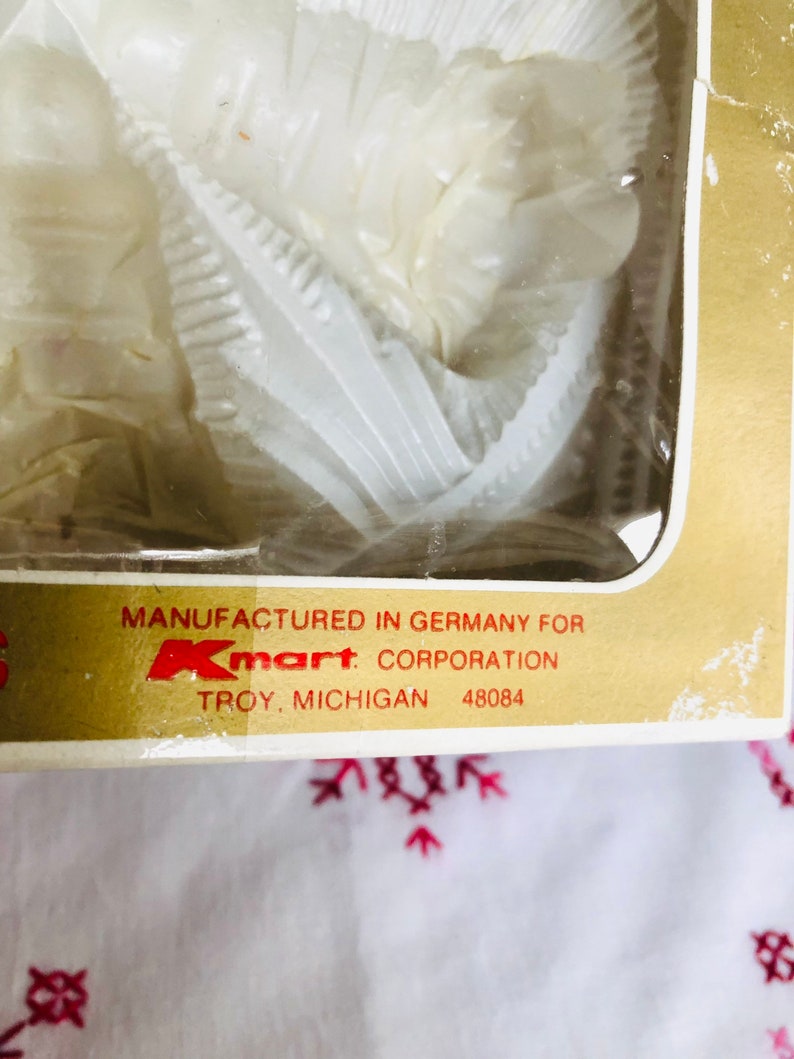 MANUFACTURED IN GERMANY FOR
Kmart. CORPORATION
TROY, MICHIGAN 48084